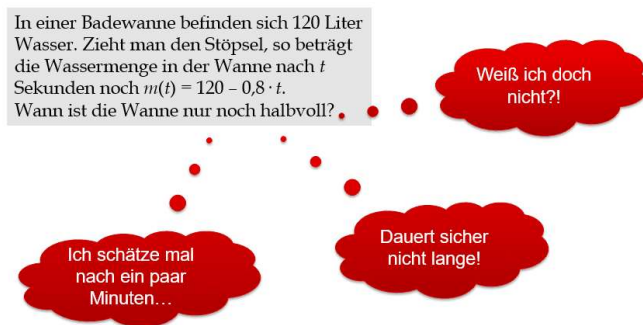 In einer Badewanne befinden sich 120 Liter
Wasser. Zieht man den Stöpsel, so beträgt
die Wassermenge in der Wanne nach t
Sekunden noch m(t) = 120 – 0,8 · t.
Wann ist die Wanne nur noch halbvoll?
Weiß ich doch
nicht?!
Dauert sicher
nicht lange!
Ich schätze mal
nach ein paar
Minuten…